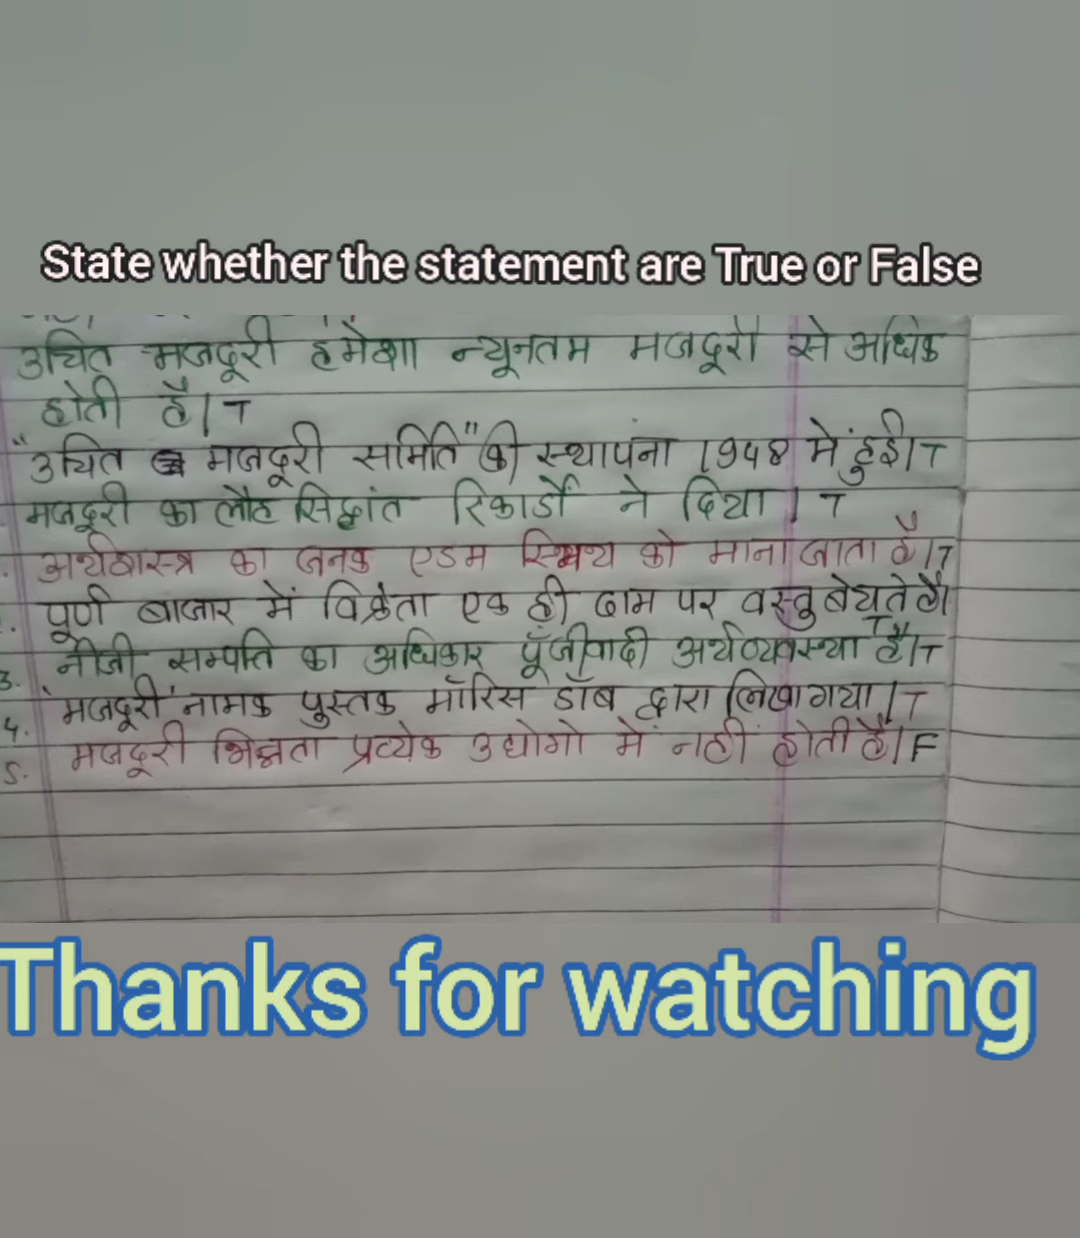 State whether the statement are True or False
उचित मजदूरी हमेशा न्यूनतम मजदूरी से अधिक
होती है। T
"उचित मजदूरी समिति" की स्थापना 1948 में हुई। T
मजदूरी का लौह सिद्धांत रिकार्डो ने दिया। T
अर्थशास्त्र का जनक एडम स्मिथ को माना जाता है। T
पूर्ण बाजार में विक्रेता एक ही दाम पर वस्तु बेचते है। T
3. नीजी सम्पति का अधिकार पूँजीवादी अर्थव्यवस्था है। T
4. 'मजदूरी' नामक पुस्तक मॉरिस डॉब द्वारा लिखा गया। T
5. मजदूरी भिन्नता प्रत्येक उद्योगो में नहीं होती है। F
Thanks for watching